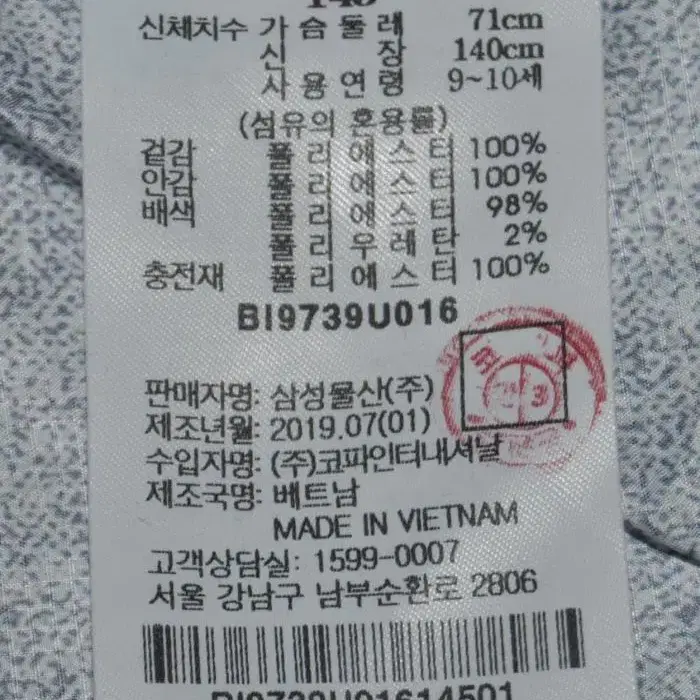 신체치수 가슴둘레 71cm
신장 140cm
사용연령 9~10세
(섬유의 혼용률)
겉감 폴리에스터 100%
안감 폴리에스터 100%
배색 폴리에스터 98%
폴리우레탄 2%
충전재 폴리에스터 100%
BI9739U016
판매자명: 삼성물산(주)
제조년월: 2019.07(01)
수입자명: (주)코파인터내셔날
제조국명: 베트남
MADE IN VIETNAM
고객상담실: 1599-0007
서울 강남구 남부순환로 2806